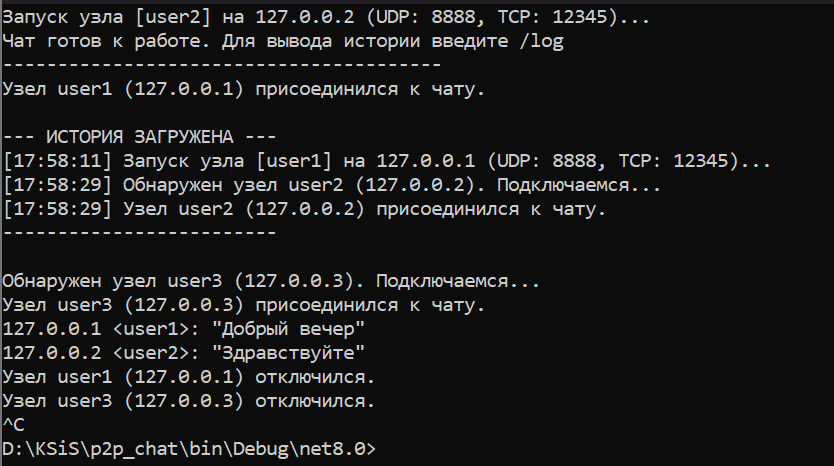 Запуск узла [user2] на 127.0.0.2 (UDP: 8888, TCP: 12345)...
Чат готов к работе. Для вывода истории введите /log
----------------------------------------
Узел user1 (127.0.0.1) присоединился к чату.
--- ИСТОРИЯ ЗАГРУЖЕНА ---
[17:58:11] Запуск узла [user1] на 127.0.0.1 (UDP: 8888, TCP: 12345)...
[17:58:29] Обнаружен узел user2 (127.0.0.2). Подключаемся...
[17:58:29] Узел user2 (127.0.0.2) присоединился к чату.
-------------------------
Обнаружен узел user3 (127.0.0.3). Подключаемся...
Узел user3 (127.0.0.3) присоединился к чату.
127.0.0.1 <user1>: "Добрый вечер"
127.0.0.2 <user2>: "Здравствуйте"
Узел user1 (127.0.0.1) отключился.
Узел user3 (127.0.0.3) отключился.
^C
D:\KSiS\p2p_chat\bin\Debug\net8.0>